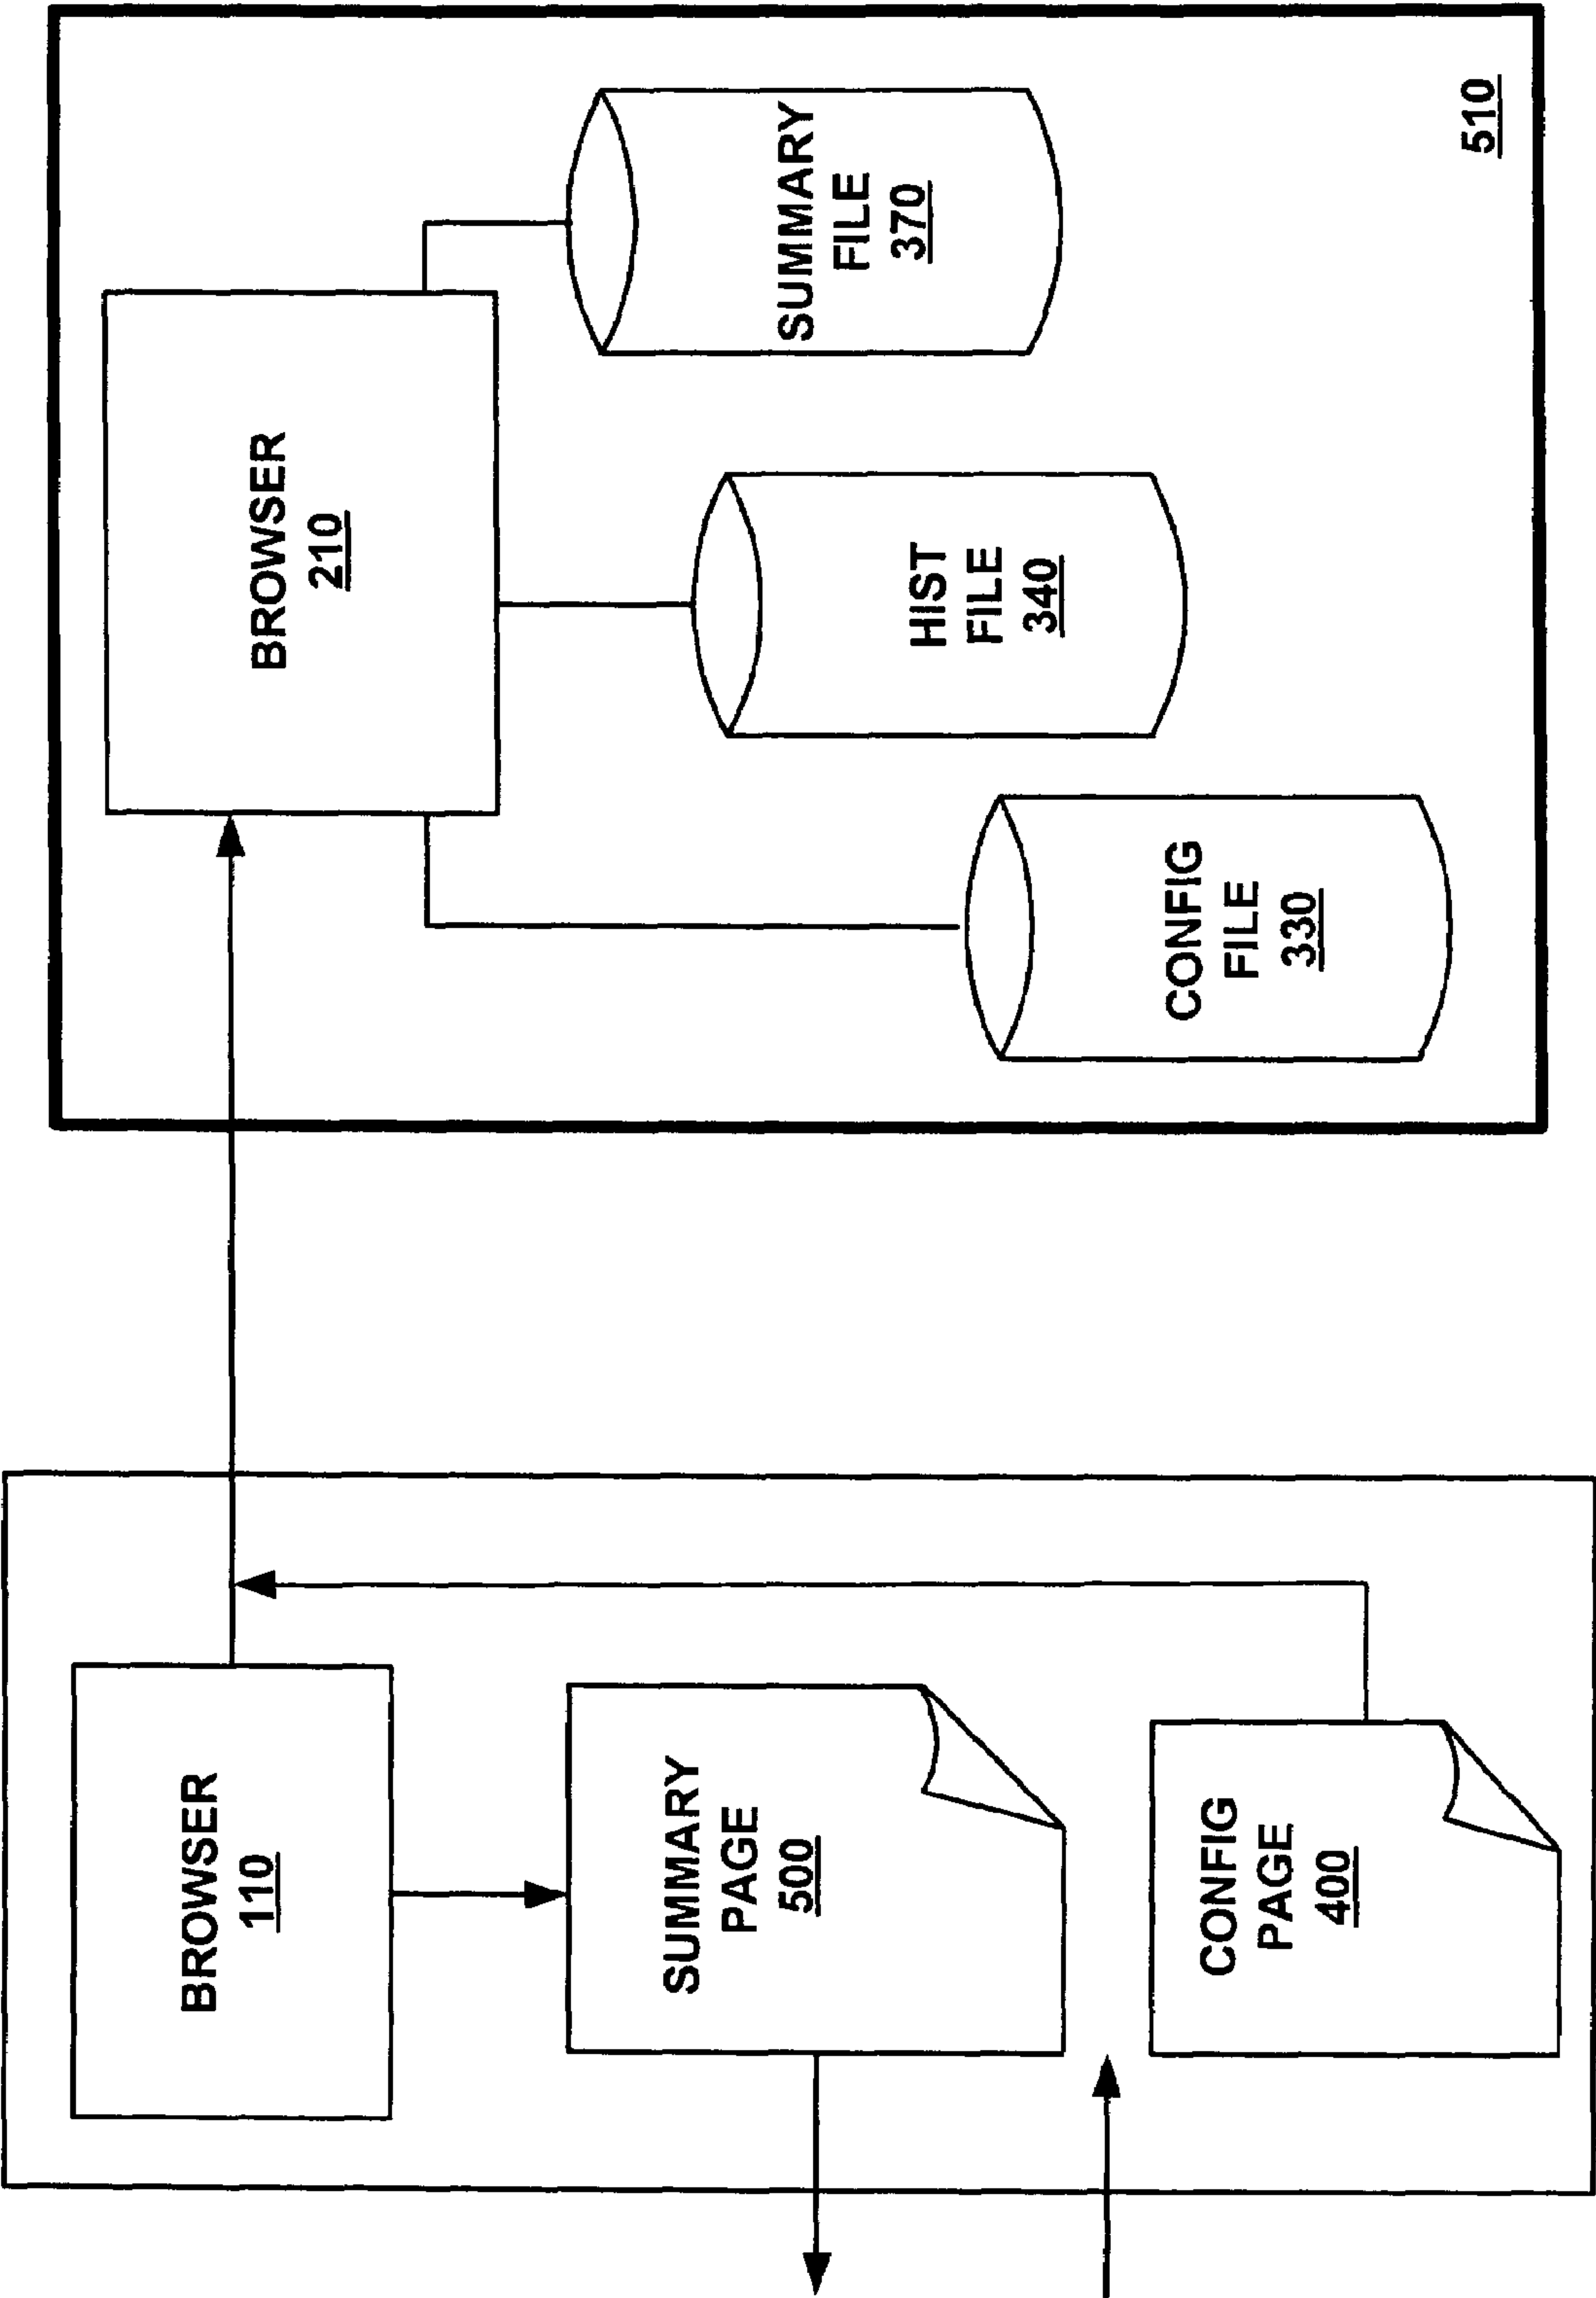 BROWSER
110
SUMMARY
PAGE
500
CONFIG
PAGE
400
BROWSER
210
CONFIG
FILE
330
HIST
FILE
340
SUMMARY
FILE
370
510